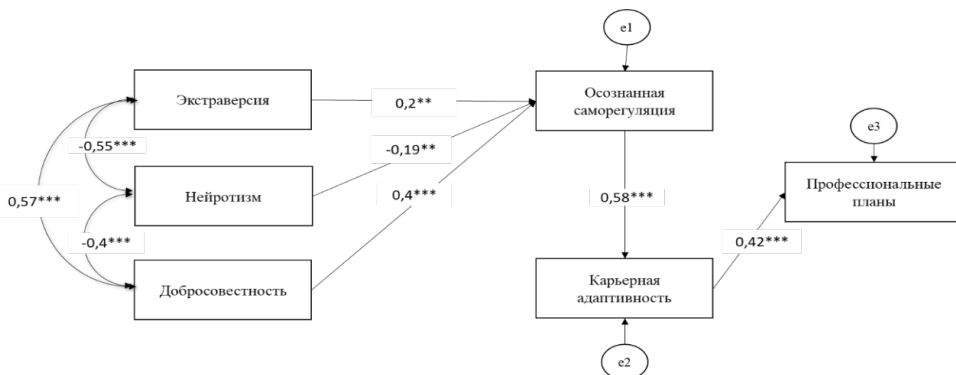 e1
Экстраверсия
0,2**
Осознанная
саморегуляция
e3
-0,55***
-0,19**
Профессиональные
планы
0,57***
Нейротизм
0,4***
0,58***
-0,4***
0,42***
Добросовестность
Карьерная
адаптивность
e2